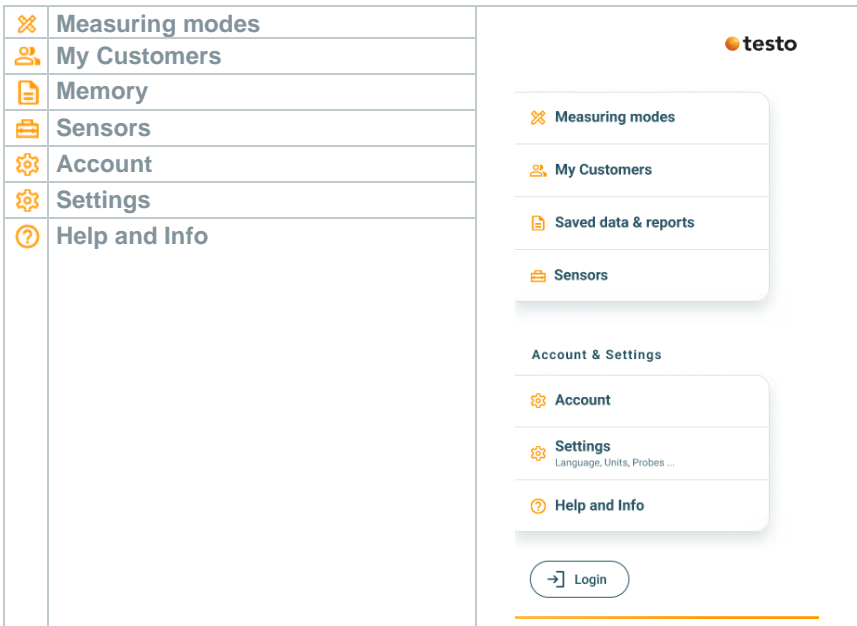 Measuring modes
My Customers
Memory
Sensors
Account
Settings
Help and Info
testo
Measuring modes
My Customers
Saved data & reports
Sensors
Account & Settings
Account
Settings
Language, Units, Probes ...
Help and Info
Login